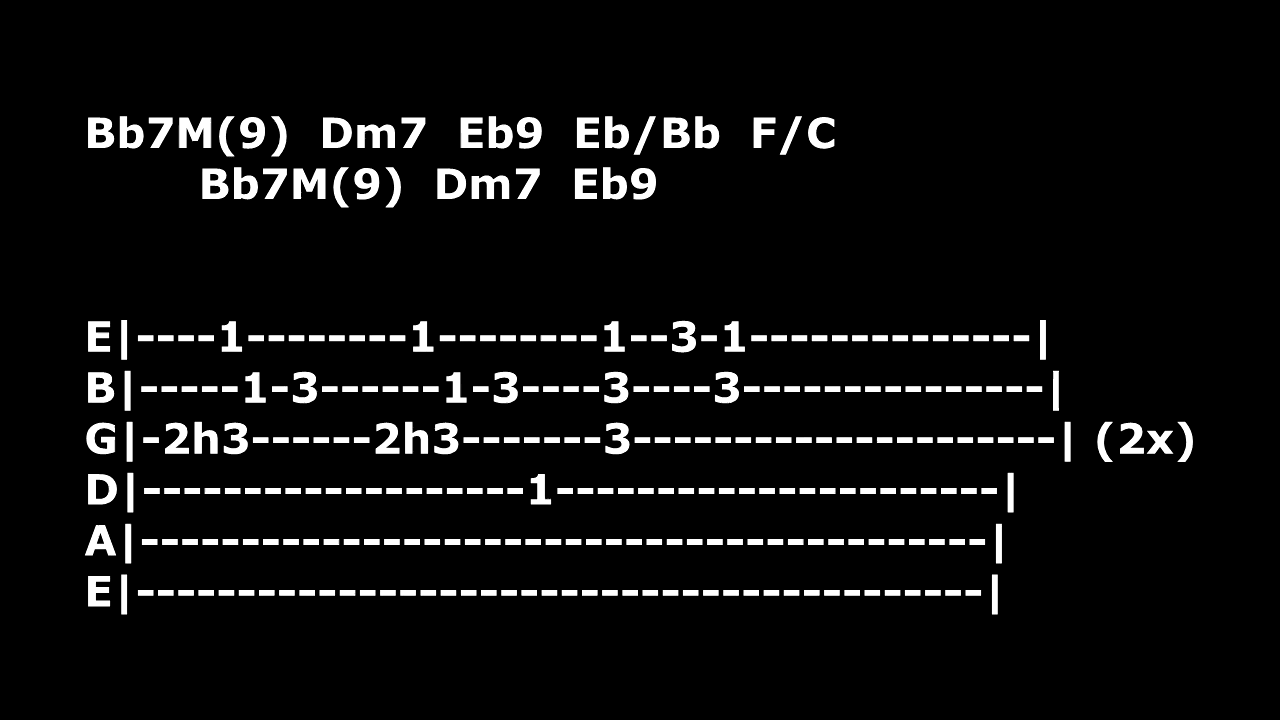 Bb7M(9)  Dm7  Eb9  Eb/Bb  F/C
Bb7M(9)  Dm7  Eb9
E|----1--------1--------1--3-1--------------|
B|-----1-3------1-3----3----3---------------|
G|-2h3------2h3-------3---------------------| (2x)
D|-------------------1----------------------|
A|------------------------------------------|
E|------------------------------------------|